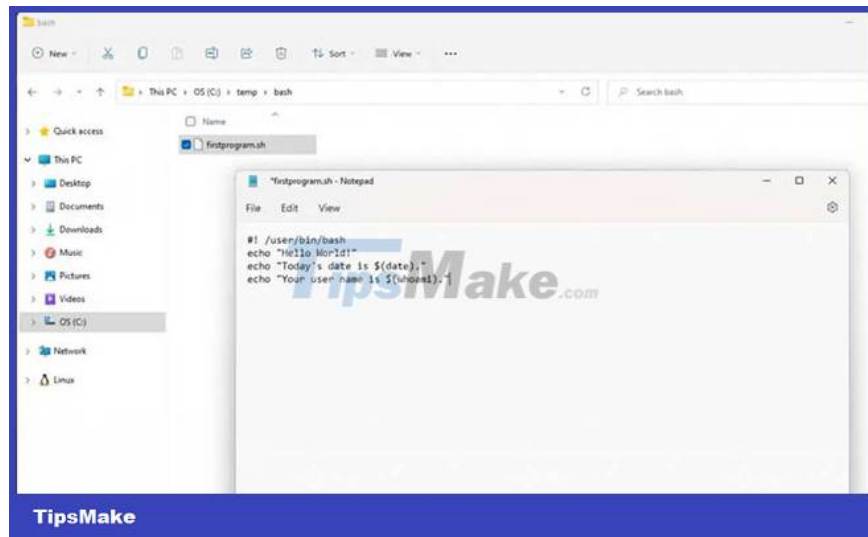 bash
New
Sort
View
This PC > OS (C:) > temp > bash
Search bash
Quick access
This PC
Desktop
Documents
Downloads
Music
Pictures
Videos
OS (C:)
Network
Linux
Name
firstprogram.sh
*firstprogram.sh - Notepad
File Edit View
#! /user/bin/bash
echo "Hello World!"
echo "Today's date is $(date)."
echo "Your user name is $(whoami)."
TipsMake.com
TipsMake